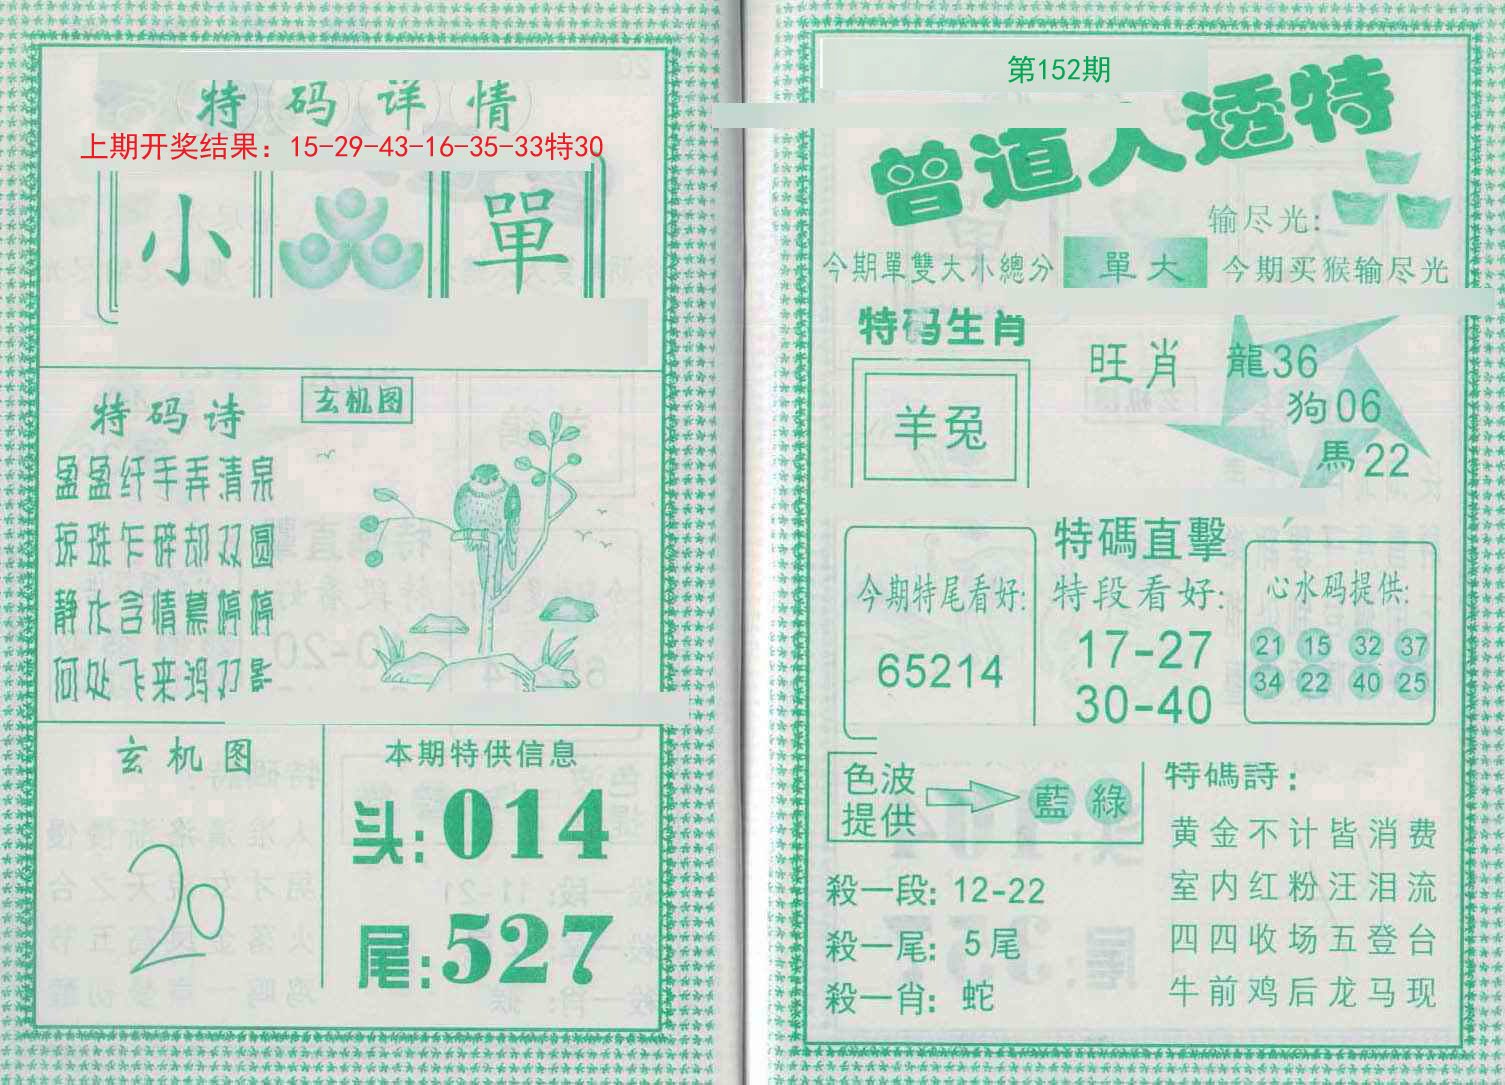 特码详情
上期开奖结果：15-29-43-16-35-33特30
小 單
特码诗
玄机图
盈盈纤手弄清泉
琼珠乍碎却双圆
静水含情慕婷婷
何处飞来鸿双影
玄机图
20
本期特供信息
头:014
尾:527
第152期
曾道人透特
输尽光:
今期單雙大小總分 單大 今期买猴输尽光
特码生肖
羊兔
旺肖
龍36
狗06
馬22
今期特尾看好:
65214
特碼直擊
特段看好:
17-27
30-40
心水码提供:
21 15 32 37
34 22 40 25
色波
提供
藍 綠
殺一段: 12-22
殺一尾: 5尾
殺一肖: 蛇
特碼詩:
黄金不计皆消费
室内红粉汪泪流
四四收场五登台
牛前鸡后龙马现